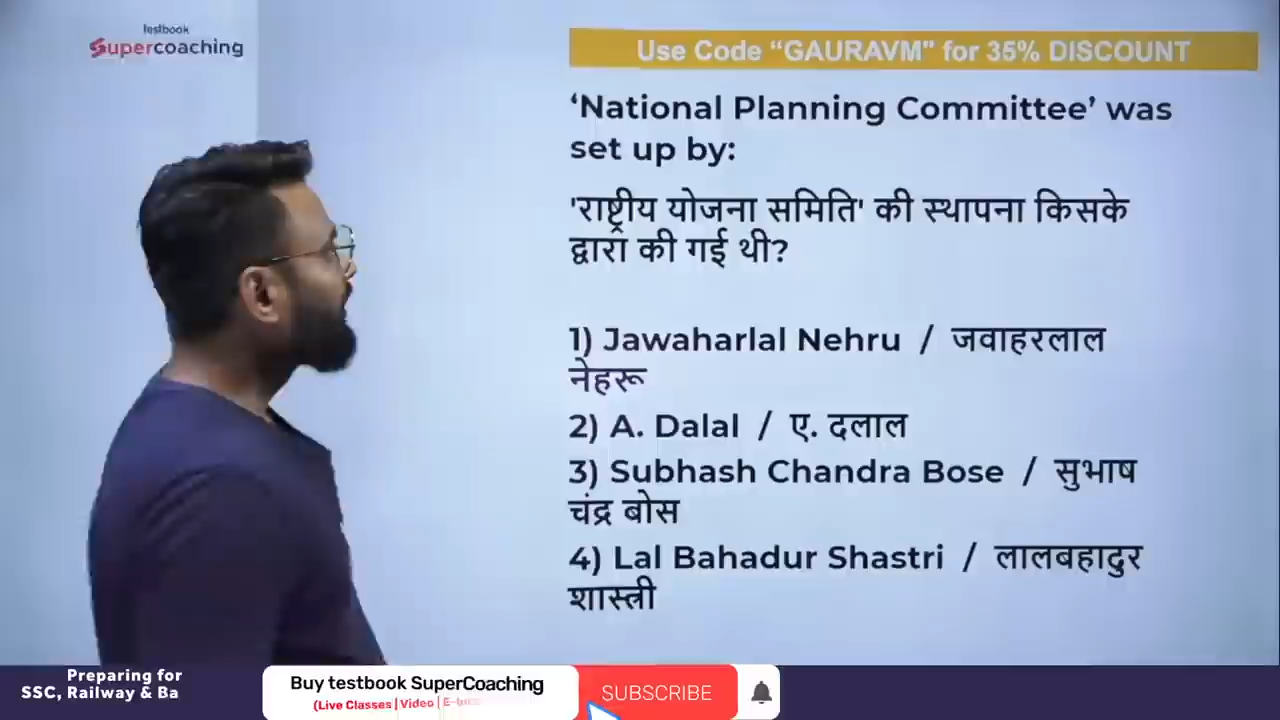 testbook
Supercoaching
Use Code “GAURAVM" for 35% DISCOUNT
‘National Planning Committee’ was
set up by:
'राष्ट्रीय योजना समिति' की स्थापना किसके
द्वारा की गई थी?
1) Jawaharlal Nehru / जवाहरलाल
नेहरू
2) A. Dalal / ए. दलाल
3) Subhash Chandra Bose / सुभाष
चंद्र बोस
4) Lal Bahadur Shastri / लालबहादुर
शास्त्री
Preparing for
SSC, Railway & Ba
Buy testbook SuperCoaching
(Live Classes | Video |
SUBSCRIBE